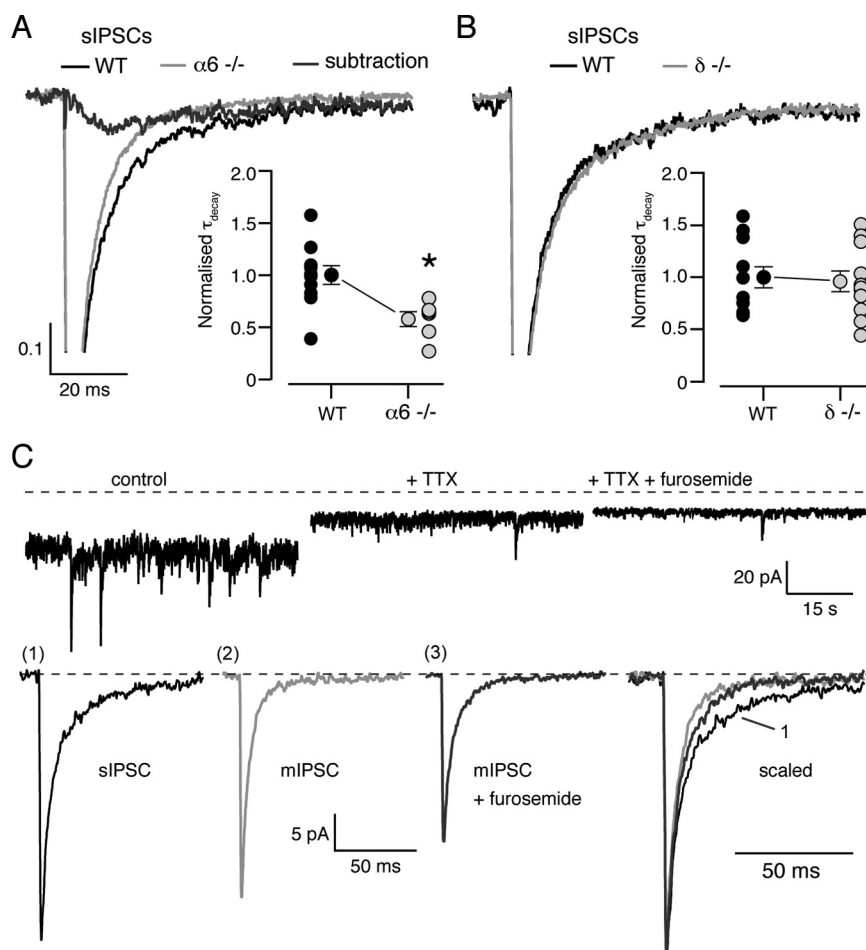 A
sIPSCs
WT α6 -/- subtraction
Normalised τdecay
2.0
1.5
1.0
0.5
0
*
WT α6 -/-
0.1
20 ms
B
sIPSCs
WT δ -/-
Normalised τdecay
2.0
1.5
1.0
0.5
0
WT δ -/-
C
control + TTX + TTX + furosemide
20 pA
15 s
(1) (2) (3)
1
sIPSC mIPSC mIPSC scaled
+ furosemide
5 pA
50 ms 50 ms